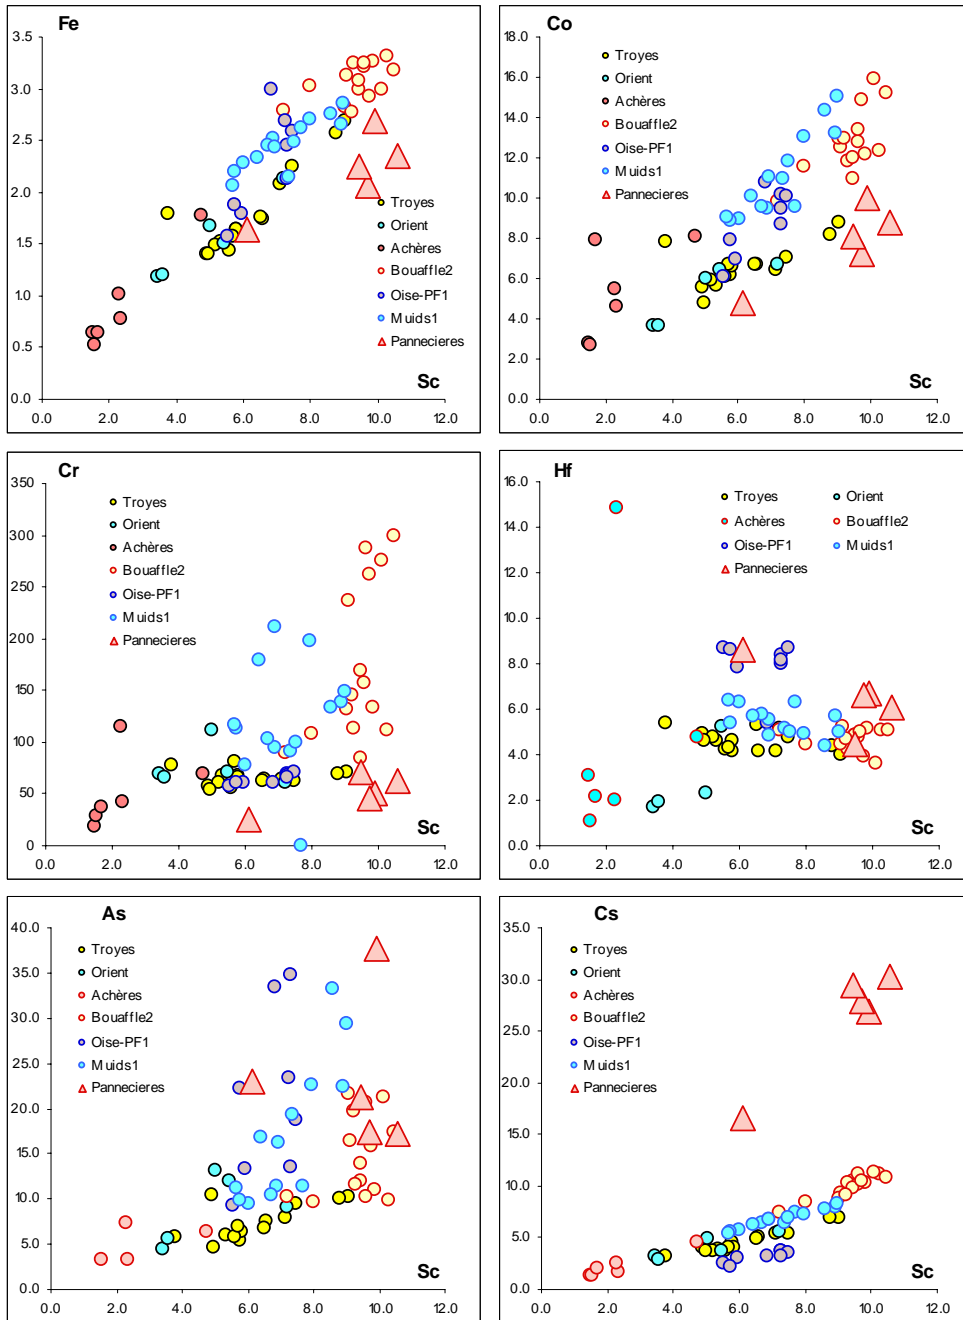 Fe
3.5
3.0
2.5
2.0
1.5
1.0
0.5
0.0
Troyes
Orient
Achères
Bouaffle2
Oise-PF1
Muids1
Pannecieres
Sc
0.0 2.0 4.0 6.0 8.0 10.0 12.0
Co
18.0
16.0
14.0
12.0
10.0
8.0
6.0
4.0
2.0
0.0
Troyes
Orient
Achères
Bouaffle2
Oise-PF1
Muids1
Pannecieres
Sc
0.0 2.0 4.0 6.0 8.0 10.0 12.0
Cr
350
300
250
200
150
100
50
0
Troyes
Orient
Achères
Bouaffle2
Oise-PF1
Muids1
Pannecieres
Sc
0.0 2.0 4.0 6.0 8.0 10.0 12.0
Hf
16.0
14.0
12.0
10.0
8.0
6.0
4.0
2.0
0.0
Troyes Orient
Achères Bouaffle2
Oise-PF1 Muids1
Pannecieres
Sc
0.0 2.0 4.0 6.0 8.0 10.0 12.0
As
40.0
35.0
30.0
25.0
20.0
15.0
10.0
5.0
0.0
Troyes
Orient
Achères
Bouaffle2
Oise-PF1
Muids1
Pannecieres
Sc
0.0 2.0 4.0 6.0 8.0 10.0 12.0
Cs
35.0
30.0
25.0
20.0
15.0
10.0
5.0
0.0
Troyes
Orient
Achères
Bouaffle2
Oise-PF1
Muids1
Pannecieres
Sc
0.0 2.0 4.0 6.0 8.0 10.0 12.0